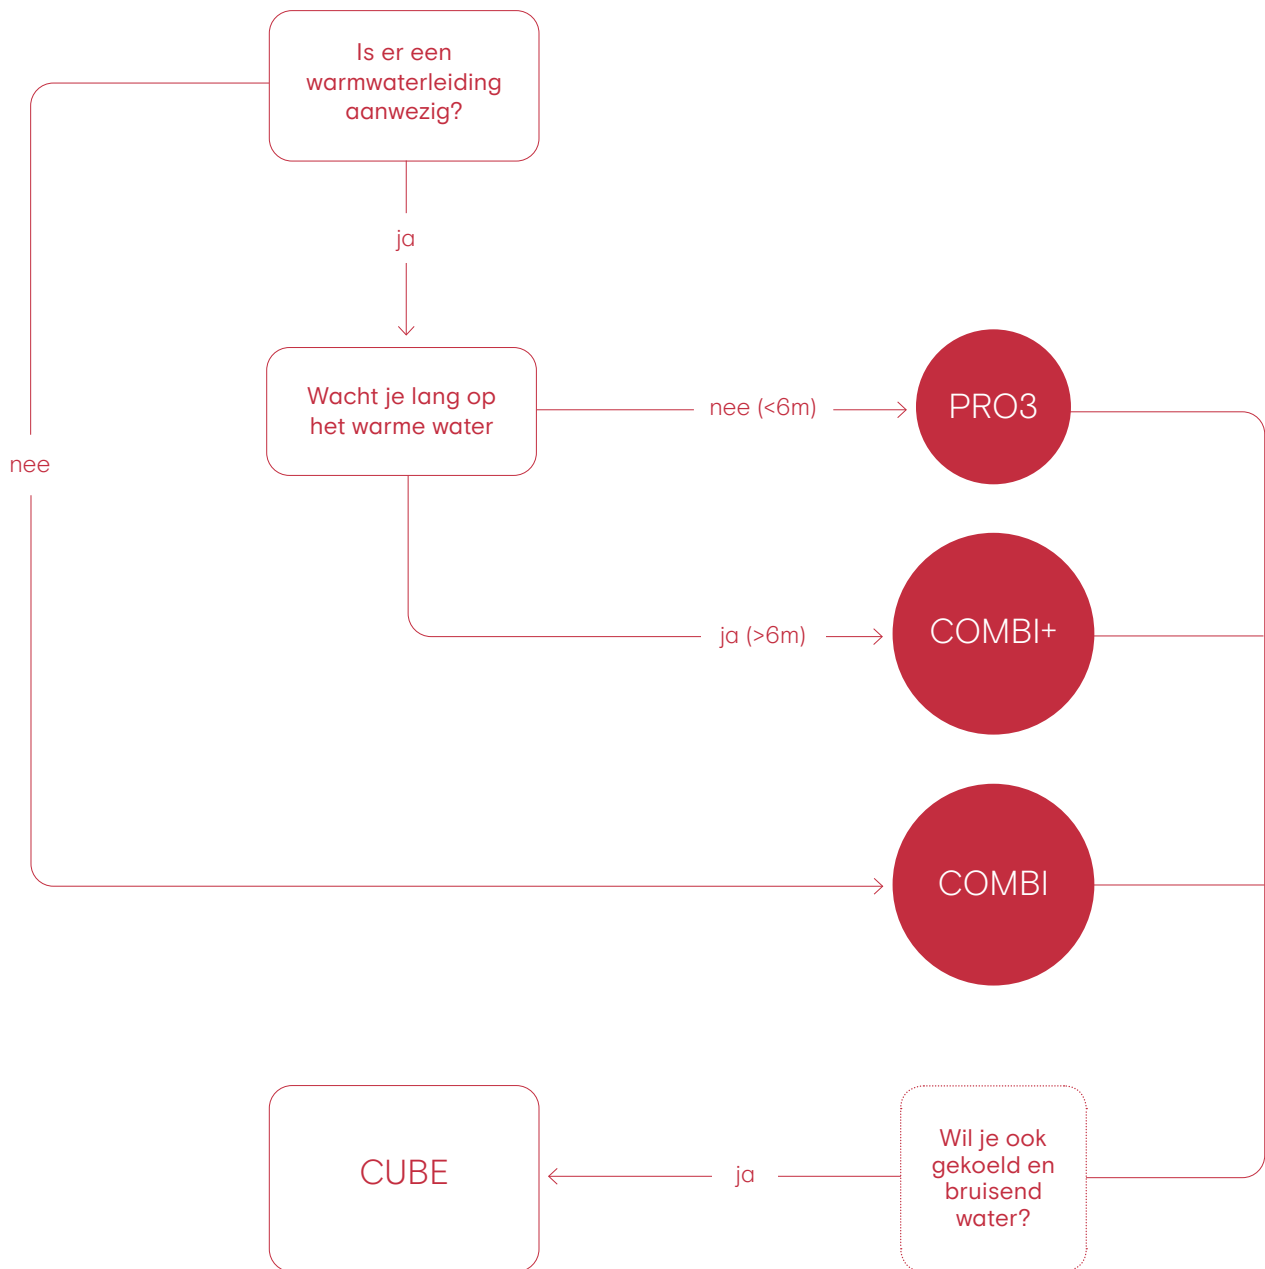 Is er een
warmwaterleiding
aanwezig?
ja
Wacht je lang op
het warme water
nee (<6m)
PRO3
nee
ja (>6m)
COMBI+
COMBI
CUBE
ja
Wil je ook
gekoeld en
bruisend
water?